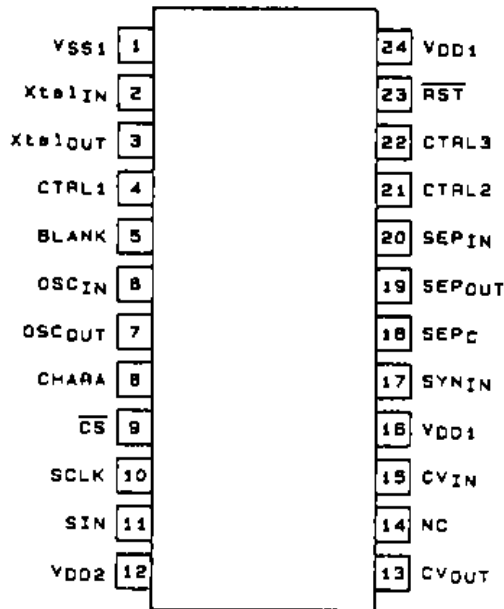 VSS1 1 24 VDD1
XtalIN 2 23 RST
XtalOUT 3 22 CTRL3
CTRL1 4 21 CTRL2
BLANK 5 20 SEPIN
OSCIN 6 19 SEPOUT
OSCOUT 7 18 SEPC
CHARA 8 17 SYNIN
CS 9 16 VDD1
SCLK 10 15 CVIN
SIN 11 14 NC
VDD2 12 13 CVOUT